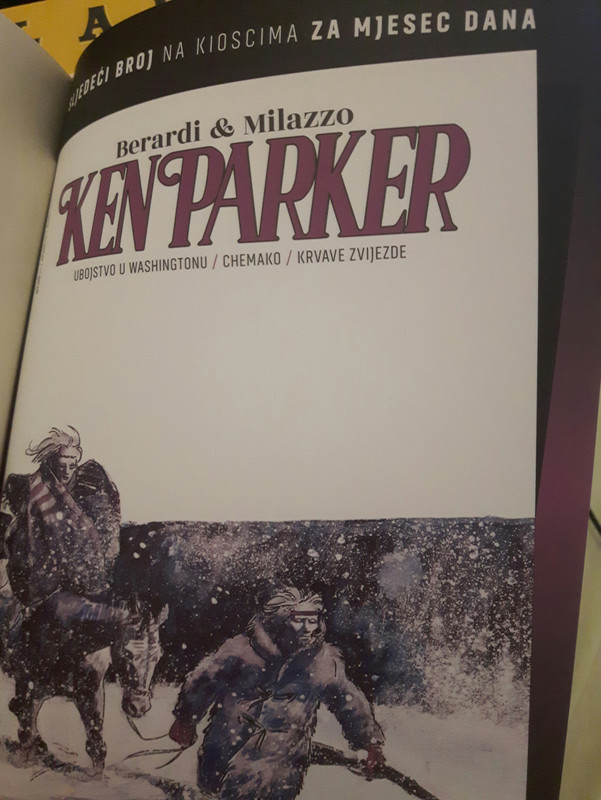 SLJEDEĆI BROJ NA KIOSCIMA ZA MJESEC DANA
Berardi & Milazzo
KEN PARKER
UBOJSTVO U WASHINGTONU / CHEMAKO / KRVAVE ZVIJEZDE